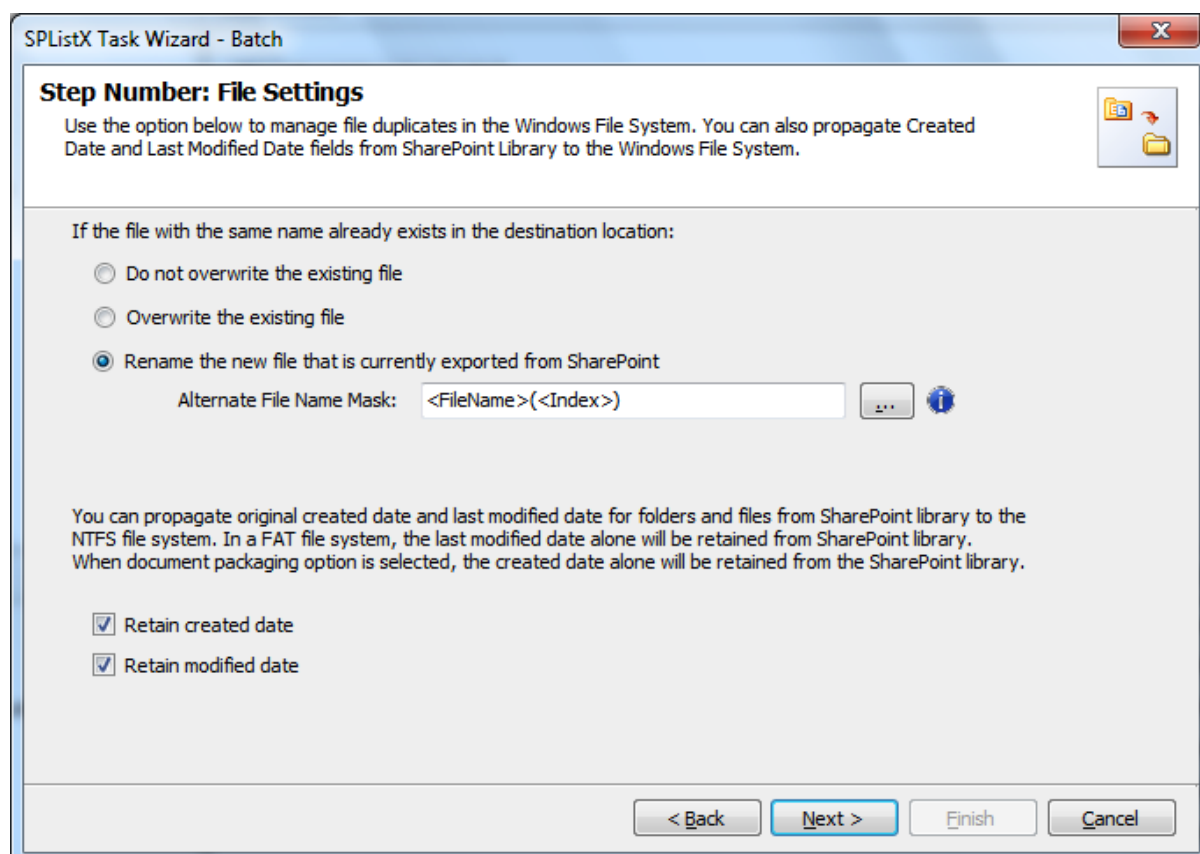 SPListX Task Wizard - Batch
Step Number: File Settings
Use the option below to manage file duplicates in the Windows File System. You can also propagate Created
Date and Last Modified Date fields from SharePoint Library to the Windows File System.
If the file with the same name already exists in the destination location:
Do not overwrite the existing file
Overwrite the existing file
Rename the new file that is currently exported from SharePoint
Alternate File Name Mask: <FileName>(<Index>) ...
You can propagate original created date and last modified date for folders and files from SharePoint library to the
NTFS file system. In a FAT file system, the last modified date alone will be retained from SharePoint library.
When document packaging option is selected, the created date alone will be retained from the SharePoint library.
Retain created date
Retain modified date
< Back Next > Finish Cancel